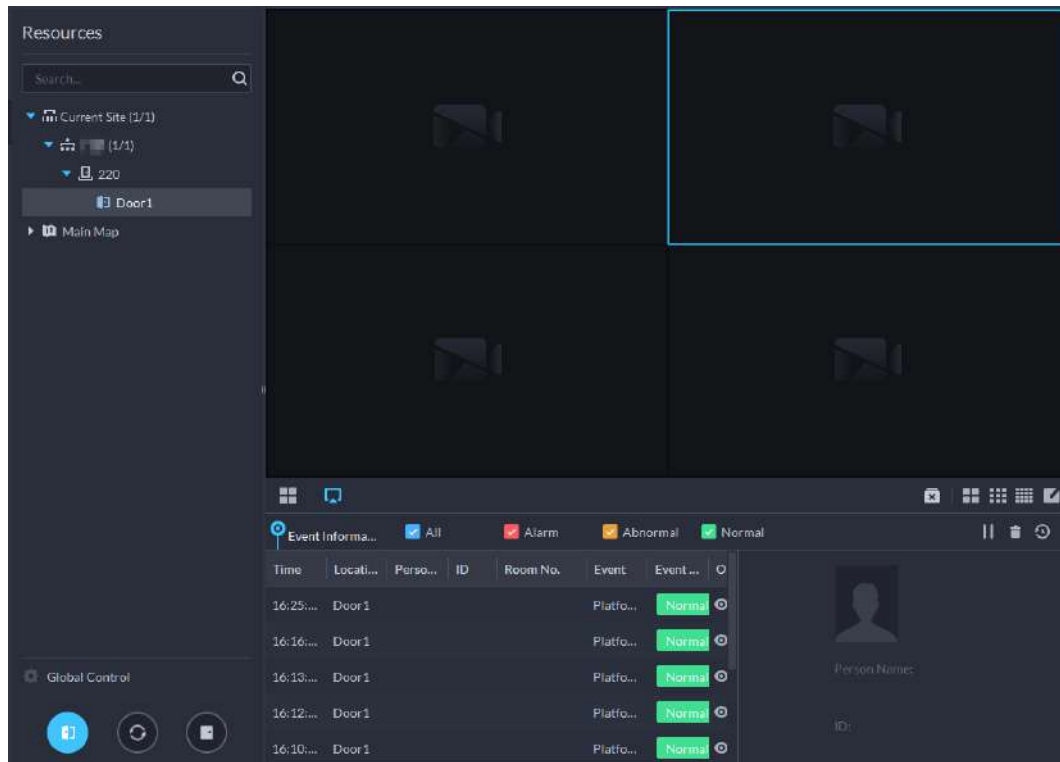 Resources
Search...
Current Site (1/1)
(1/1)
220
Door1
Main Map
Global Control
Event Informa... All Alarm Abnormal Normal
Time Locati... Perso... ID Room No. Event Event ... O
16:25:... Door1 Platfo... Normal
16:16:... Door1 Platfo... Normal
16:13:... Door1 Platfo... Normal
16:12:... Door1 Platfo... Normal
16:10:... Door1 Platfo... Normal
Person Name:
ID: